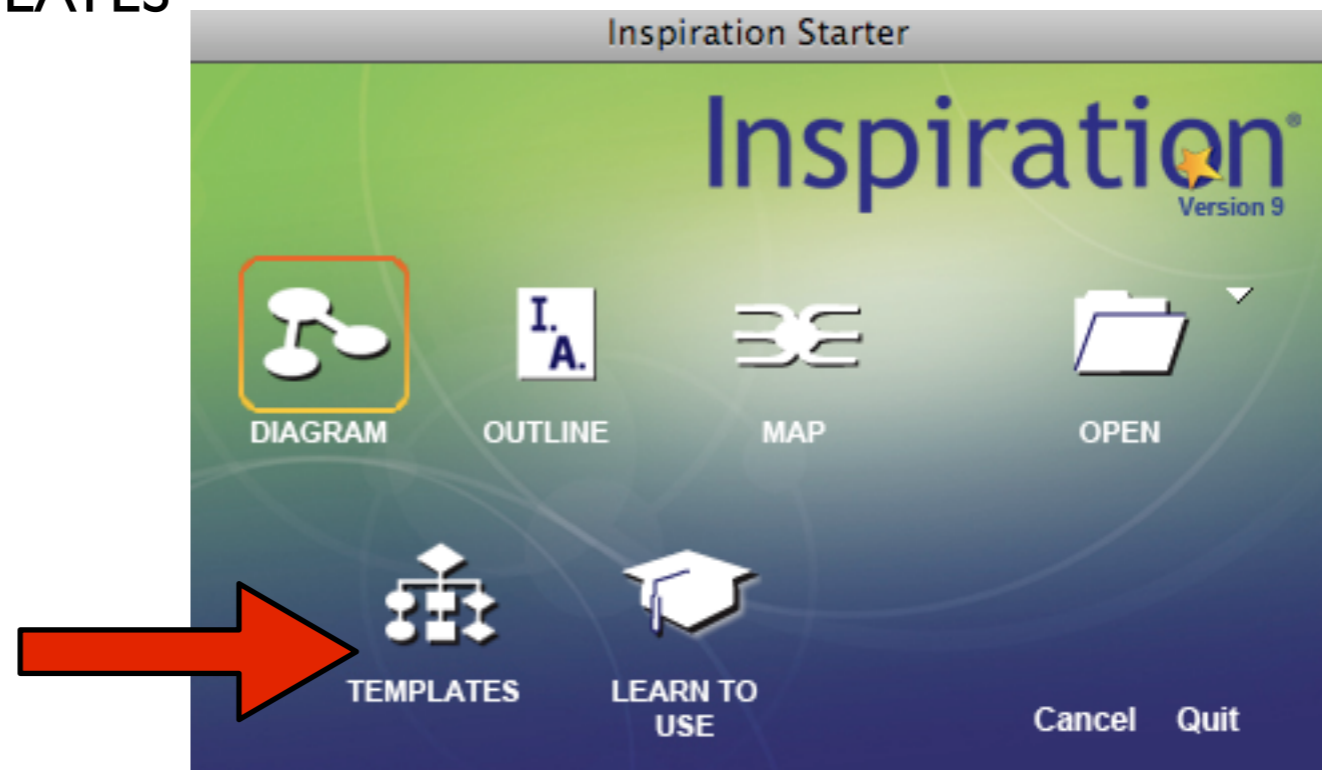 Inspiration Starter
Inspiration®
Version 9
I.
A.
DIAGRAM
OUTLINE
MAP
OPEN
TEMPLATES
LEARN TO
USE
Cancel
Quit